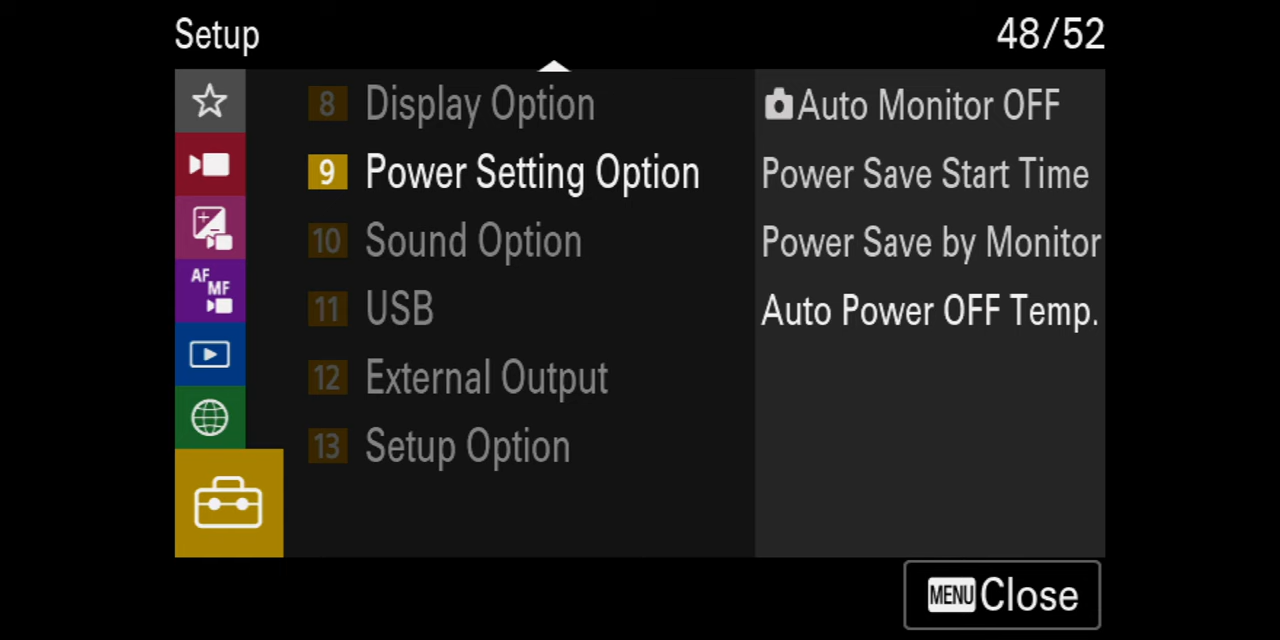 Setup
48/52
8 Display Option
9 Power Setting Option
10 Sound Option
11 USB
12 External Output
13 Setup Option
Auto Monitor OFF
Power Save Start Time
Power Save by Monitor
Auto Power OFF Temp.
AF MF
MENU Close